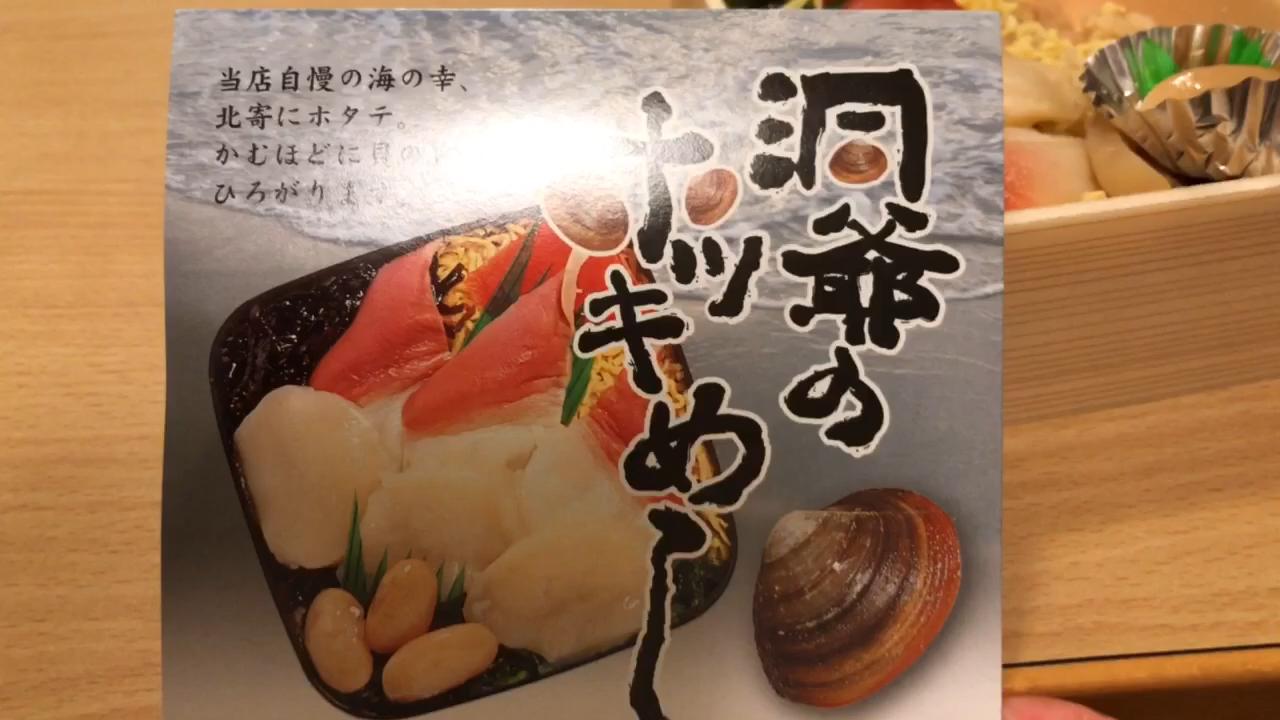 当店自慢の海の幸、
北寄にホタテ。
かむほどに貝の
ひろがります。
洞爺の
ホッキめし